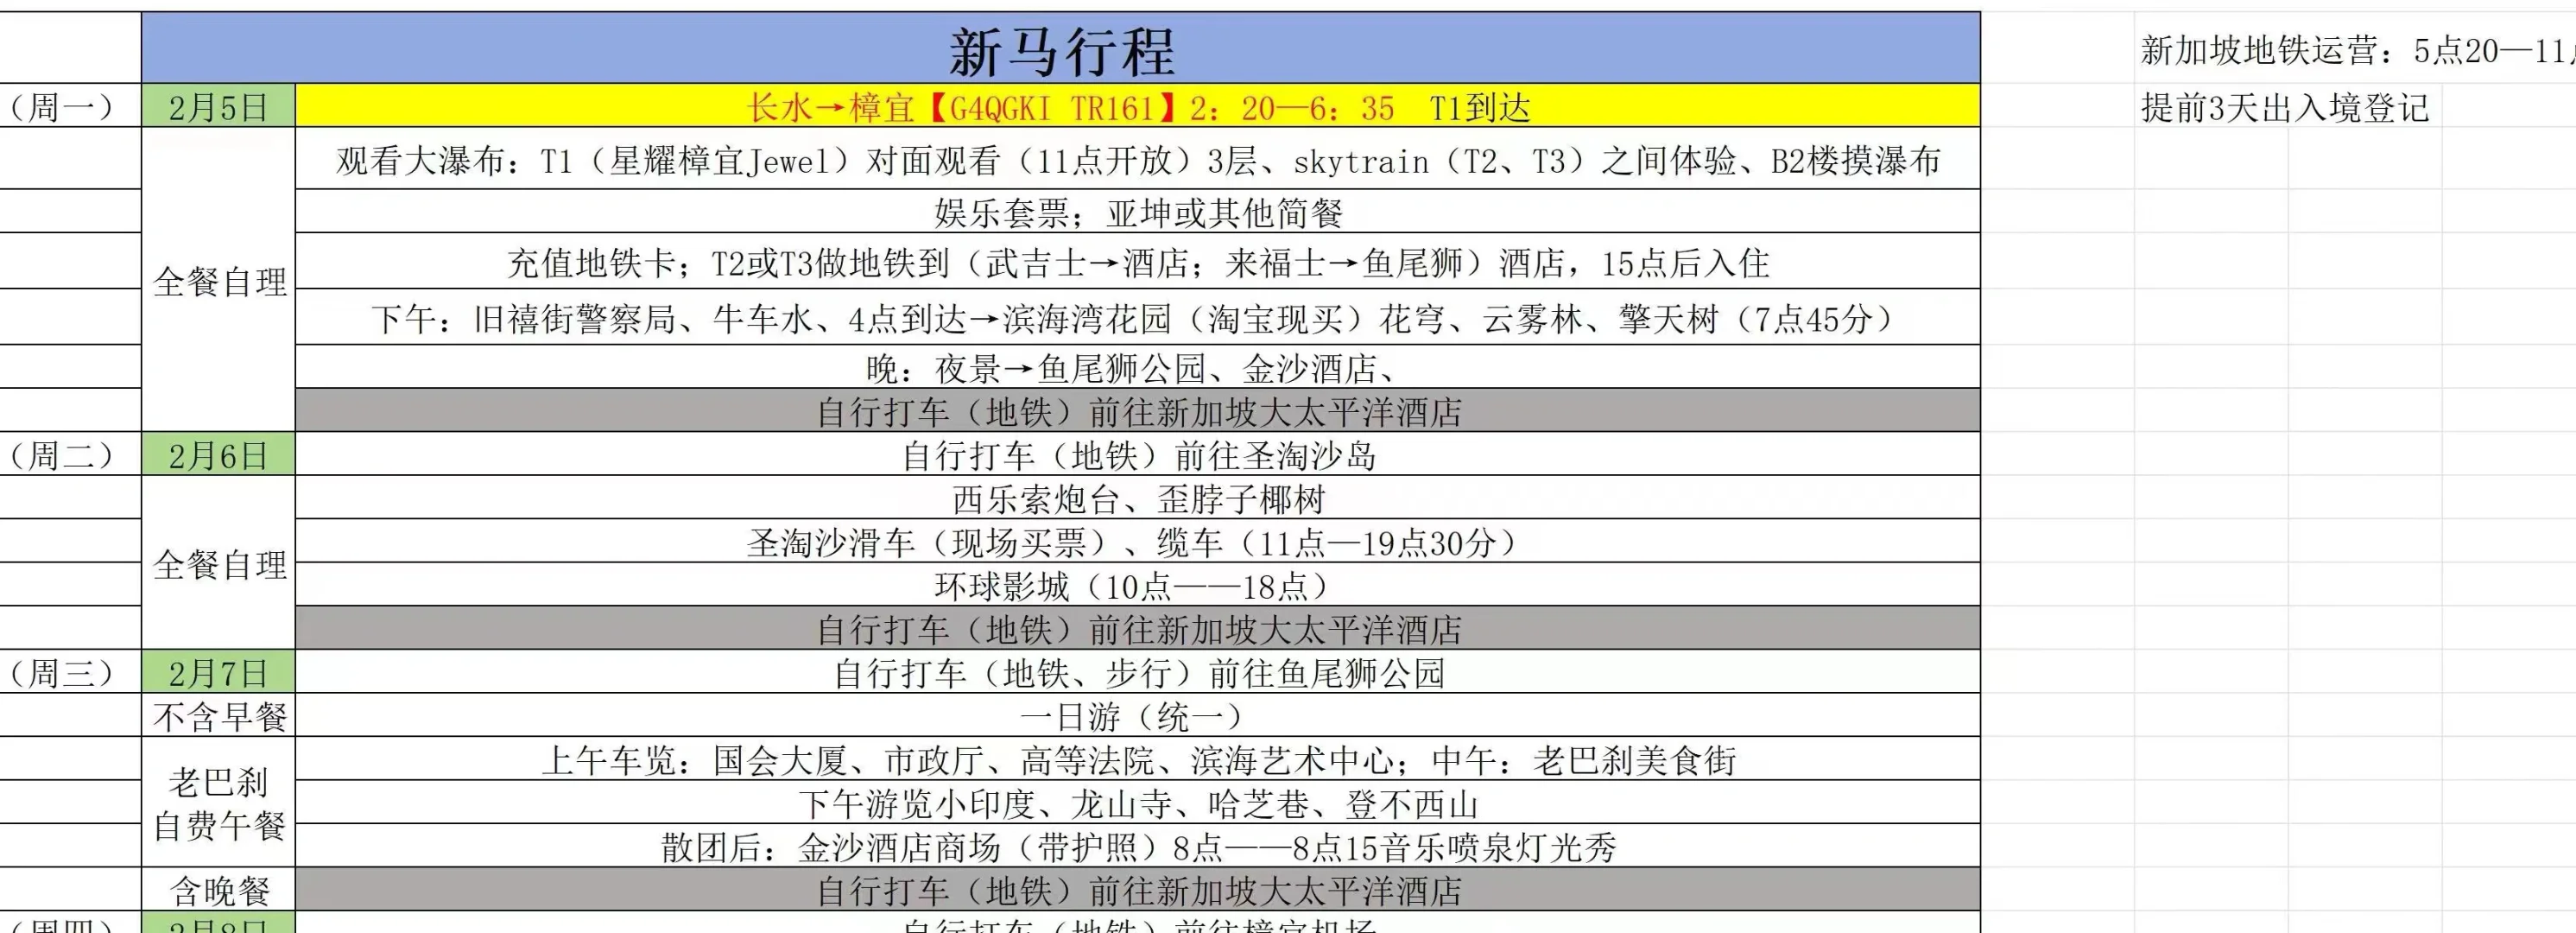 新马行程
新加坡地铁运营：5点20—11
（周一） 2月5日 长水→樟宜【G4QGKI TR161】2：20—6：35 T1到达
提前3天出入境登记
观看大瀑布：T1（星耀樟宜Jewel）对面观看（11点开放）3层、skytrain（T2、T3）之间体验、B2楼摸瀑布
娱乐套票；亚坤或其他简餐
全餐自理 充值地铁卡；T2或T3做地铁到（武吉士→酒店；来福士→鱼尾狮）酒店，15点后入住
下午：旧禧街警察局、牛车水、4点到达→滨海湾花园（淘宝现买）花穹、云雾林、擎天树（7点45分）
晚：夜景→鱼尾狮公园、金沙酒店、
自行打车（地铁）前往新加坡大太平洋酒店
（周二） 2月6日 自行打车（地铁）前往圣淘沙岛
西乐索炮台、歪脖子椰树
全餐自理 圣淘沙滑车（现场买票）、缆车（11点—19点30分）
环球影城（10点——18点）
自行打车（地铁）前往新加坡大太平洋酒店
（周三） 2月7日 自行打车（地铁、步行）前往鱼尾狮公园
不含早餐 一日游（统一）
上午车览：国会大厦、市政厅、高等法院、滨海艺术中心；中午：老巴刹美食街
老巴刹
自费午餐
下午游览小印度、龙山寺、哈芝巷、登不西山
散团后：金沙酒店商场（带护照）8点——8点15音乐喷泉灯光秀
含晚餐 自行打车（地铁）前往新加坡大太平洋酒店
（周四） 2月8日 自行打车（地铁）前往樟宜机场